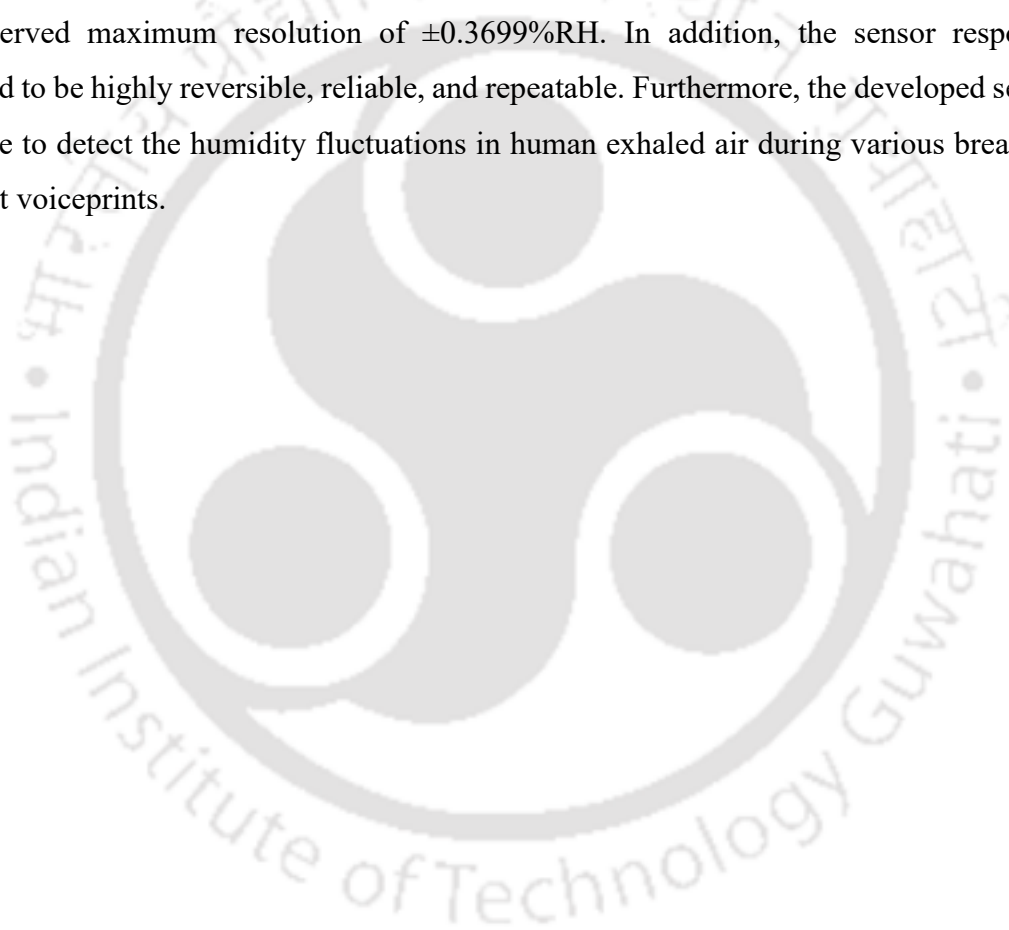 erved maximum resolution of ±0.3699%RH. In addition, the sensor respo
d to be highly reversible, reliable, and repeatable. Furthermore, the developed se
e to detect the humidity fluctuations in human exhaled air during various brea
t voiceprints.
Indian Institute of Technology Guwahati